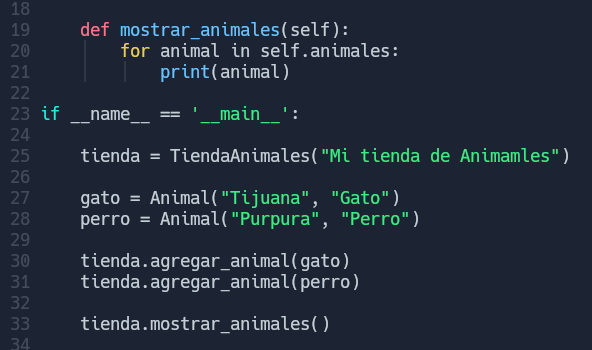 18
19 def mostrar_animales(self):
20 for animal in self.animales:
21 print(animal)
22
23 if __name__ == '__main__':
24
25 tienda = TiendaAnimales("Mi tienda de Animamles")
26
27 gato = Animal("Tijuana", "Gato")
28 perro = Animal("Purpura", "Perro")
29
30 tienda.agregar_animal(gato)
31 tienda.agregar_animal(perro)
32
33 tienda.mostrar_animales()
34